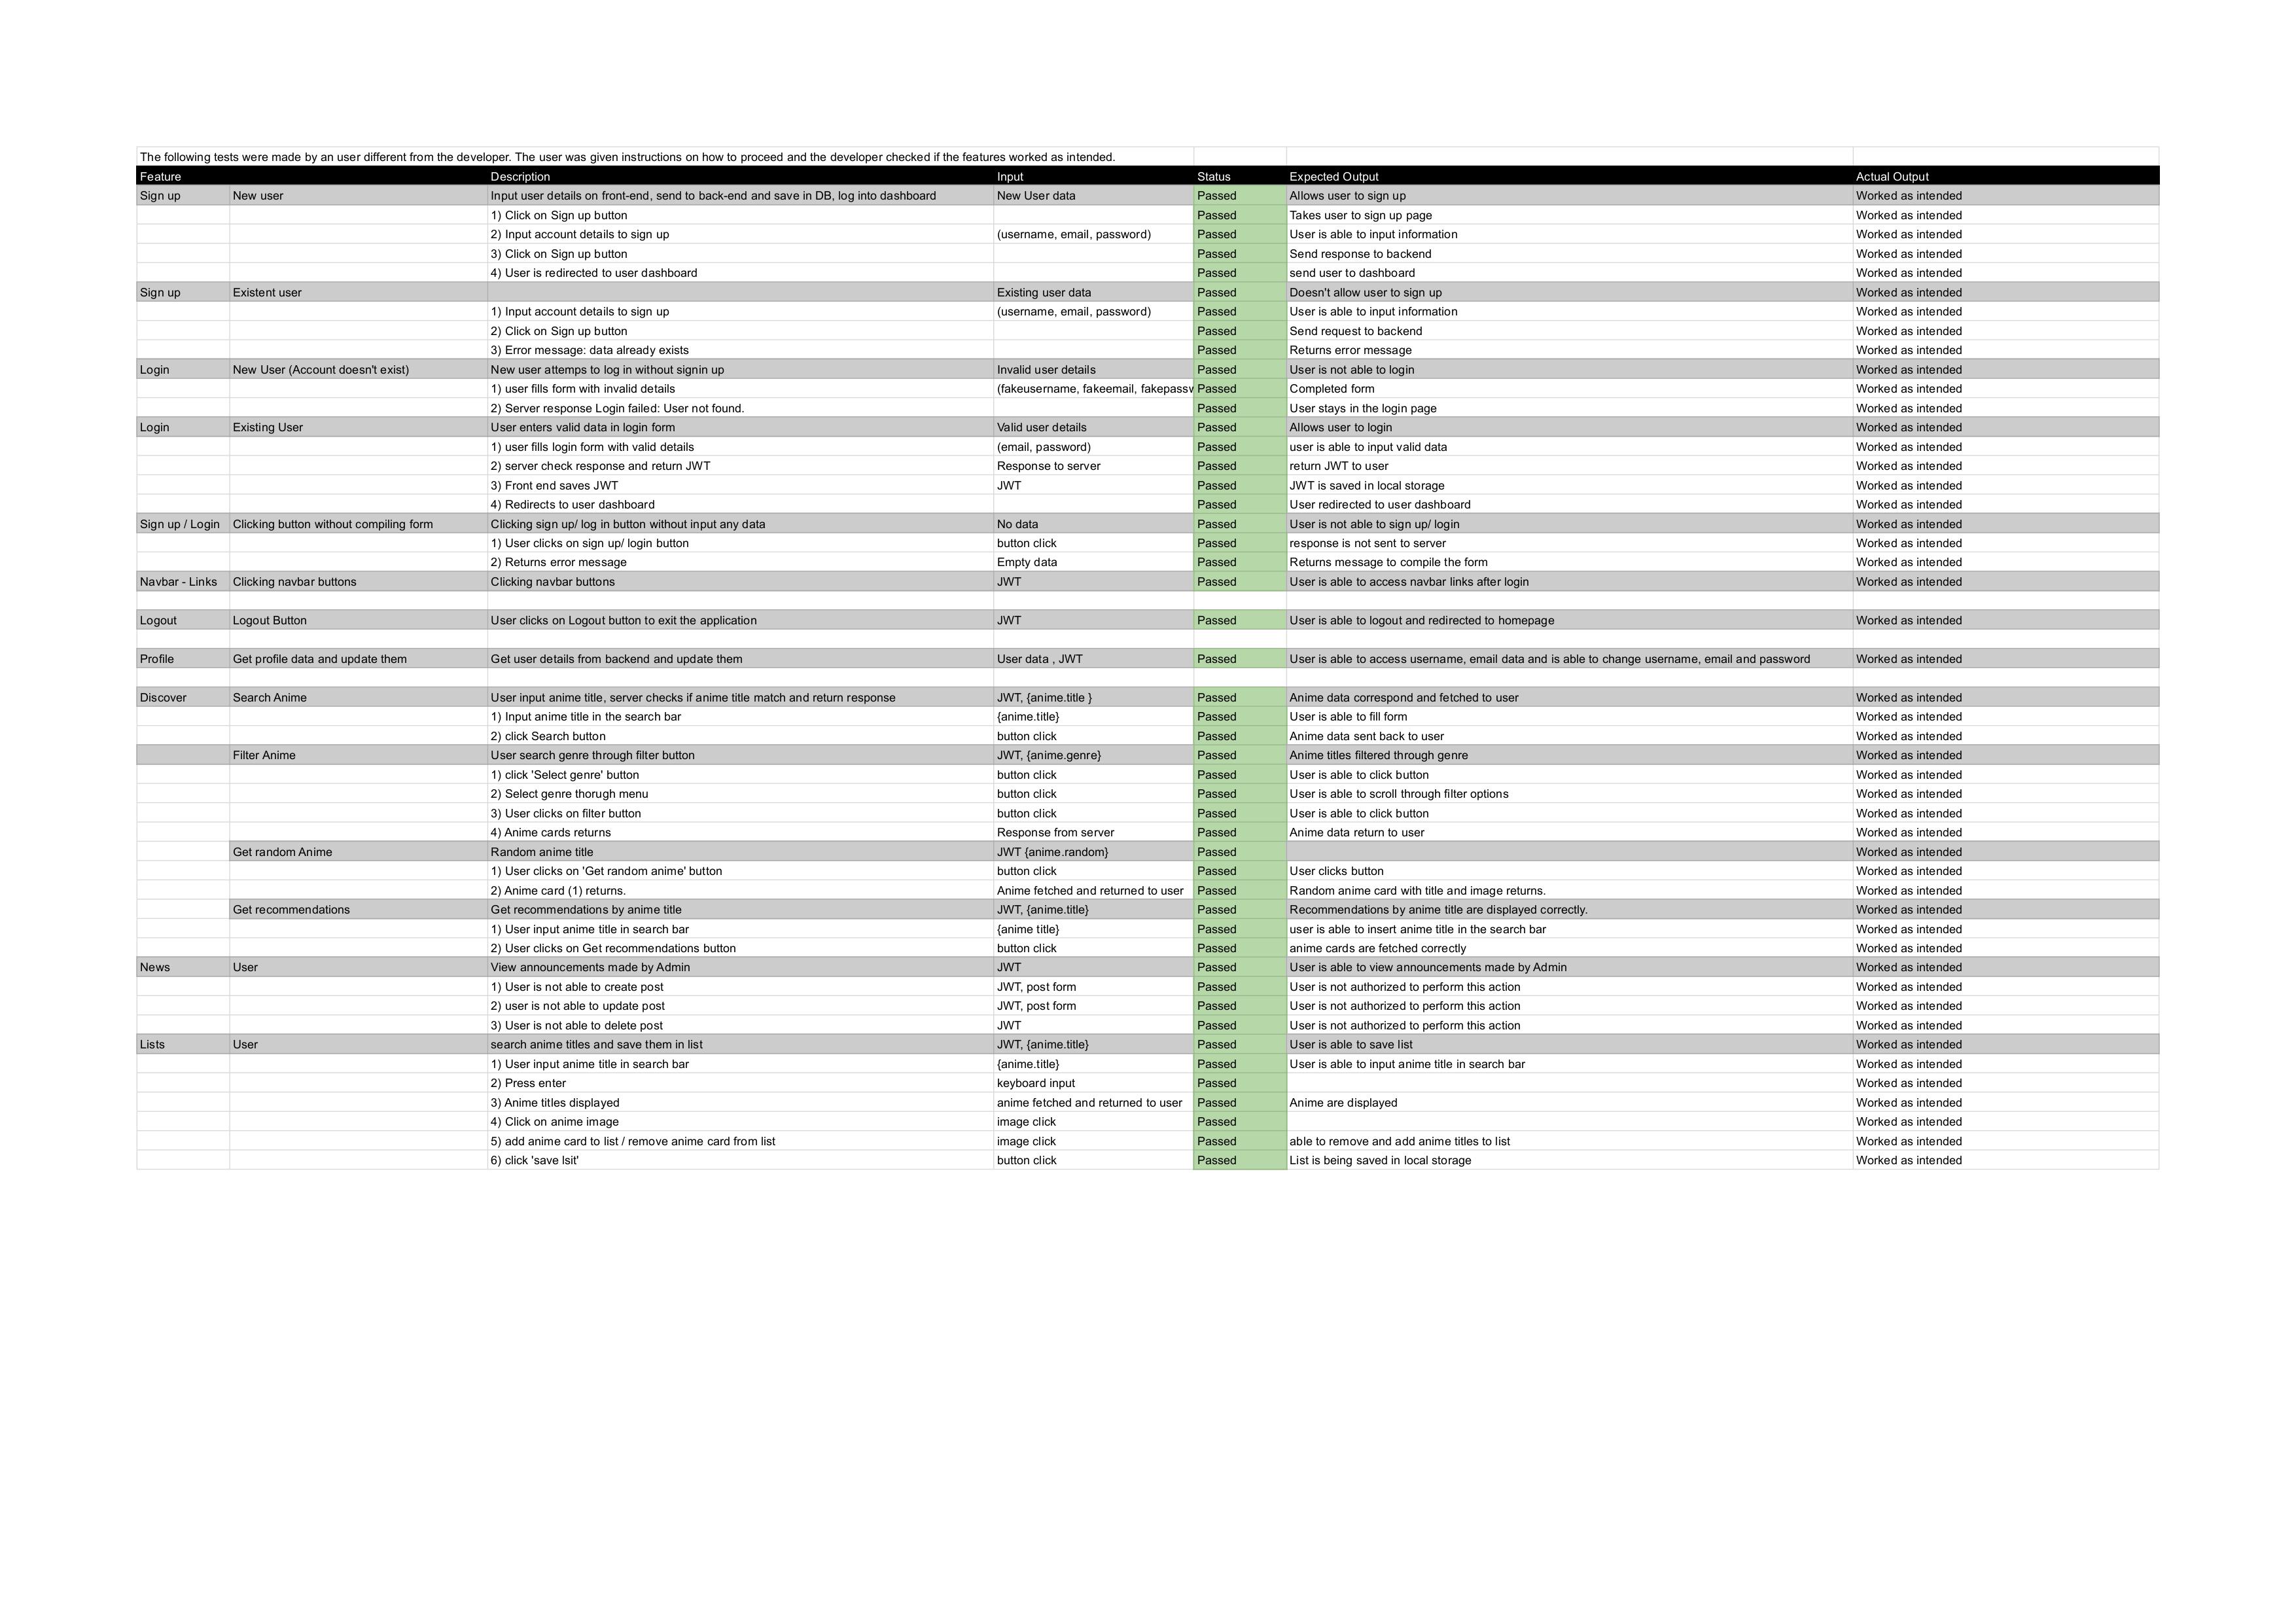 The following tests were made by an user different from the developer. The user was given instructions on how to proceed and the developer checked if the features worked as intended.
Feature Description Input Status Expected Output Actual Output
Sign up New user Input user details on front-end, send to back-end and save in DB, log into dashboard New User data Passed Allows user to sign up Worked as intended
1) Click on Sign up button Passed Takes user to sign up page Worked as intended
2) Input account details to sign up (username, email, password) Passed User is able to input information Worked as intended
3) Click on Sign up button Passed Send response to backend Worked as intended
4) User is redirected to user dashboard Passed send user to dashboard Worked as intended
Sign up Existent user Existing user data Passed Doesn't allow user to sign up Worked as intended
1) Input account details to sign up (username, email, password) Passed User is able to input information Worked as intended
2) Click on Sign up button Passed Send request to backend Worked as intended
3) Error message: data already exists Passed Returns error message Worked as intended
Login New User (Account doesn't exist) New user attemps to log in without signin up Invalid user details Passed User is not able to login Worked as intended
1) user fills form with invalid details (fakeusername, fakeemail, fakepassw Passed Completed form Worked as intended
2) Server response Login failed: User not found. Passed User stays in the login page Worked as intended
Login Existing User User enters valid data in login form Valid user details Passed Allows user to login Worked as intended
1) user fills login form with valid details (email, password) Passed user is able to input valid data Worked as intended
2) server check response and return JWT Response to server Passed return JWT to user Worked as intended
3) Front end saves JWT JWT Passed JWT is saved in local storage Worked as intended
4) Redirects to user dashboard Passed User redirected to user dashboard Worked as intended
Sign up / Login Clicking button without compiling form Clicking sign up/ log in button without input any data No data Passed User is not able to sign up/ login Worked as intended
1) User clicks on sign up/ login button button click Passed response is not sent to server Worked as intended
2) Returns error message Empty data Passed Returns message to compile the form Worked as intended
Navbar - Links Clicking navbar buttons Clicking navbar buttons JWT Passed User is able to access navbar links after login Worked as intended
Logout Logout Button User clicks on Logout button to exit the application JWT Passed User is able to logout and redirected to homepage Worked as intended
Profile Get profile data and update them Get user details from backend and update them User data , JWT Passed User is able to access username, email data and is able to change username, email and password Worked as intended
Discover Search Anime User input anime title, server checks if anime title match and return response JWT, {anime.title } Passed Anime data correspond and fetched to user Worked as intended
1) Input anime title in the search bar {anime.title} Passed User is able to fill form Worked as intended
2) click Search button button click Passed Anime data sent back to user Worked as intended
Filter Anime User search genre through filter button JWT, {anime.genre} Passed Anime titles filtered through genre Worked as intended
1) click 'Select genre' button button click Passed User is able to click button Worked as intended
2) Select genre thorugh menu button click Passed User is able to scroll through filter options Worked as intended
3) User clicks on filter button button click Passed User is able to click button Worked as intended
4) Anime cards returns Response from server Passed Anime data return to user Worked as intended
Get random Anime Random anime title JWT {anime.random} Passed Worked as intended
1) User clicks on 'Get random anime' button button click Passed User clicks button Worked as intended
2) Anime card (1) returns. Anime fetched and returned to user Passed Random anime card with title and image returns. Worked as intended
Get recommendations Get recommendations by anime title JWT, {anime.title} Passed Recommendations by anime title are displayed correctly. Worked as intended
1) User input anime title in search bar {anime title} Passed user is able to insert anime title in the search bar Worked as intended
2) User clicks on Get recommendations button button click Passed anime cards are fetched correctly Worked as intended
News User View announcements made by Admin JWT Passed User is able to view announcements made by Admin Worked as intended
1) User is not able to create post JWT, post form Passed User is not authorized to perform this action Worked as intended
2) user is not able to update post JWT, post form Passed User is not authorized to perform this action Worked as intended
3) User is not able to delete post JWT Passed User is not authorized to perform this action Worked as intended
Lists User search anime titles and save them in list JWT, {anime.title} Passed User is able to save list Worked as intended
1) User input anime title in search bar {anime.title} Passed User is able to input anime title in search bar Worked as intended
2) Press enter keyboard input Passed Worked as intended
3) Anime titles displayed anime fetched and returned to user Passed Anime are displayed Worked as intended
4) Click on anime image image click Passed Worked as intended
5) add anime card to list / remove anime card from list image click Passed able to remove and add anime titles to list Worked as intended
6) click 'save lsit' button click Passed List is being saved in local storage Worked as intended